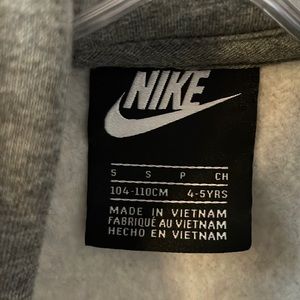 NIKE
S S P CH
104-110CM 4-5YRS
MADE IN VIETNAM
FABRIQUÉ AU VIETNAM
HECHO EN VIETNAM